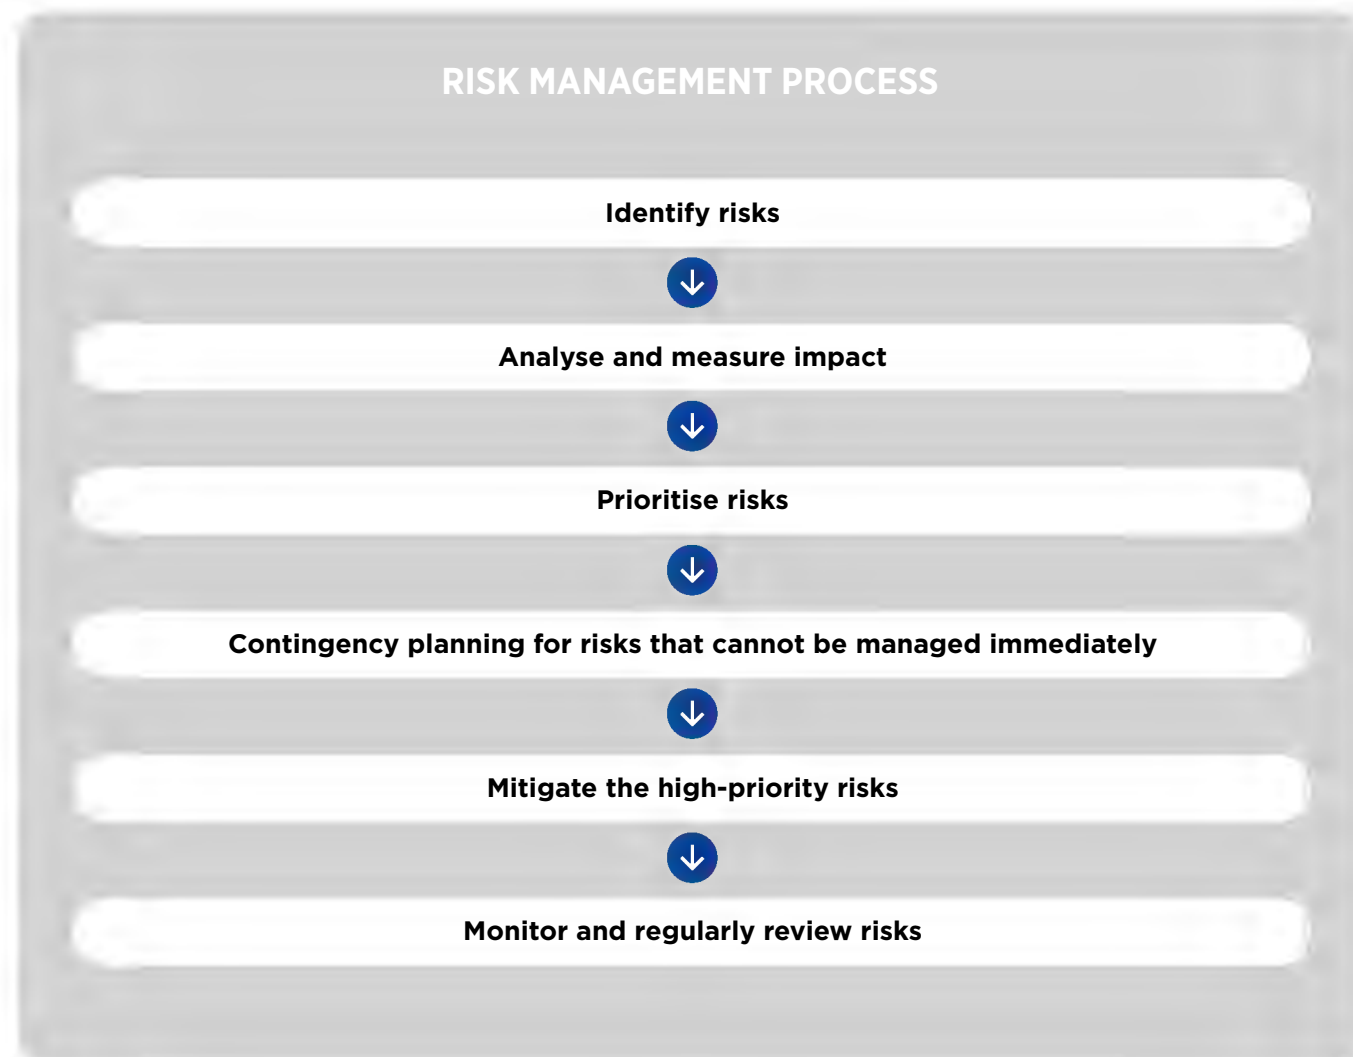 RISK MANAGEMENT PROCESS
Identify risks
Analyse and measure impact
Prioritise risks
Contingency planning for risks that cannot be managed immediately
Mitigate the high-priority risks
Monitor and regularly review risks